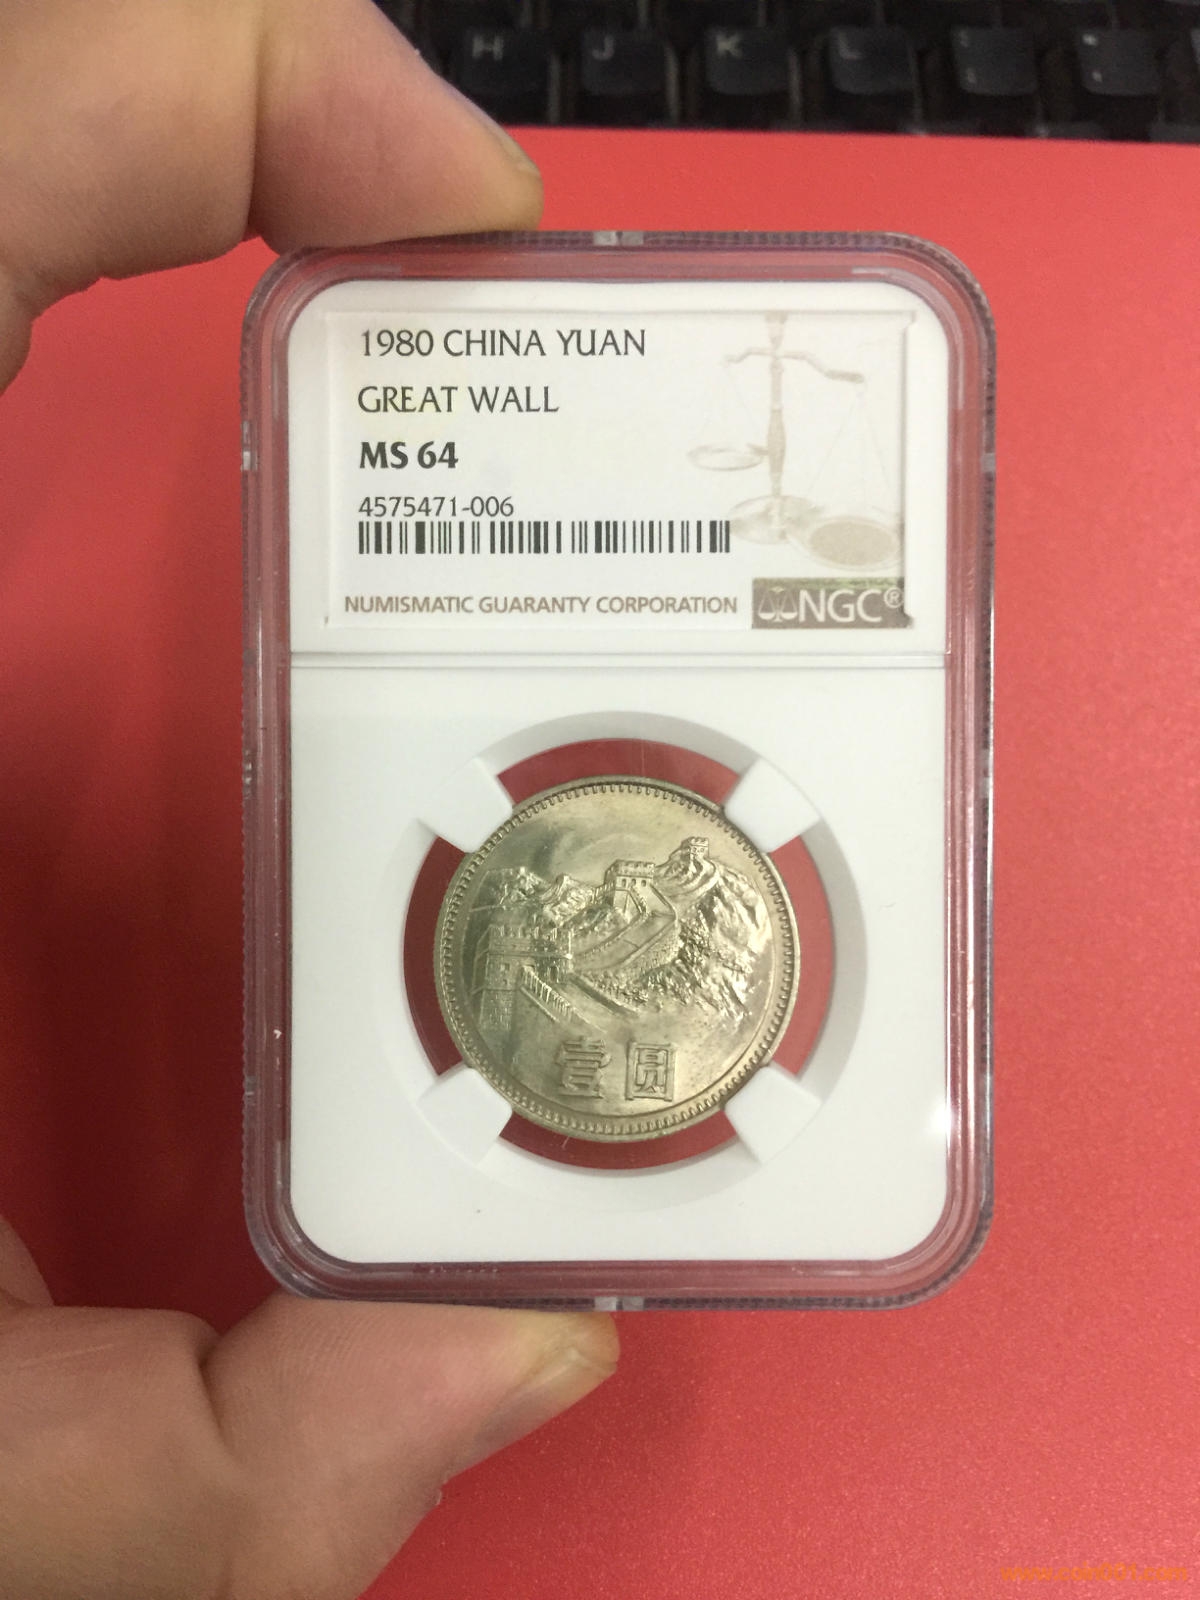 H J K L
1980 CHINA YUAN
GREAT WALL
MS 64
4575471-006
NUMISMATIC GUARANTY CORPORATION NGC®
壹圆